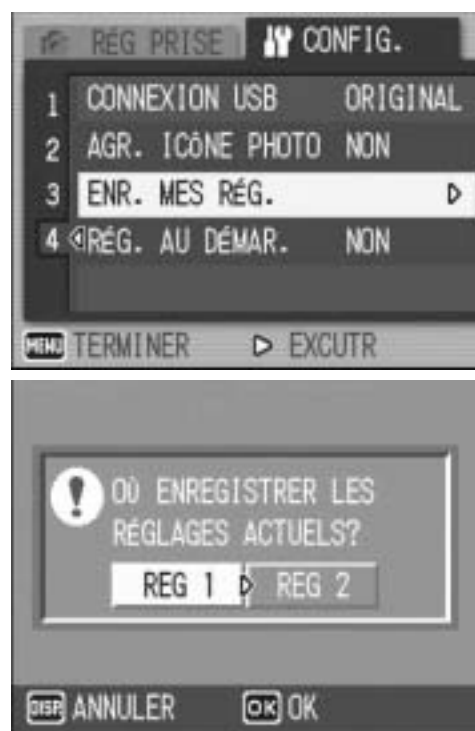 RÉG PRISE CONFIG.
1 CONNEXION USB ORIGINAL
2 AGR. ICÔNE PHOTO NON
3 ENR. MES RÉG.
4 RÉG. AU DÉMAR. NON
MENU TERMINER EXCUTR
OÙ ENREGISTRER LES
RÉGLAGES ACTUELS?
REG 1 REG 2
DISP ANNULER OK OK